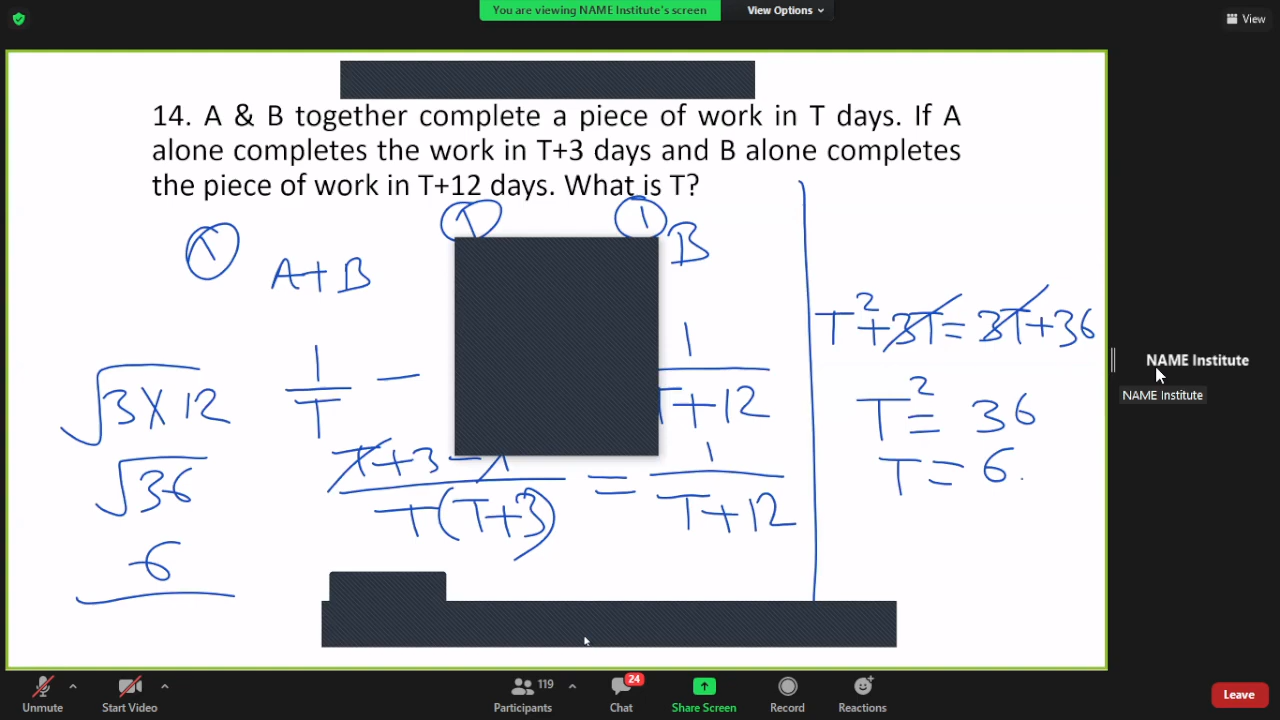 You are viewing NAME Institute's screen
View Options
View
14. A & B together complete a piece of work in T days. If A
alone completes the work in T+3 days and B alone completes
the piece of work in T+12 days. What is T?
A+B
B
1/T −
1/T+12
√3×12
√36
6
T+3−T/T(T+3) = 1/T+12
T²+3T=3T+36
T²=36
T=6.
NAME Institute
NAME Institute
Unmute
Start Video
119
Participants
24
Chat
Share Screen
Record
Reactions
Leave